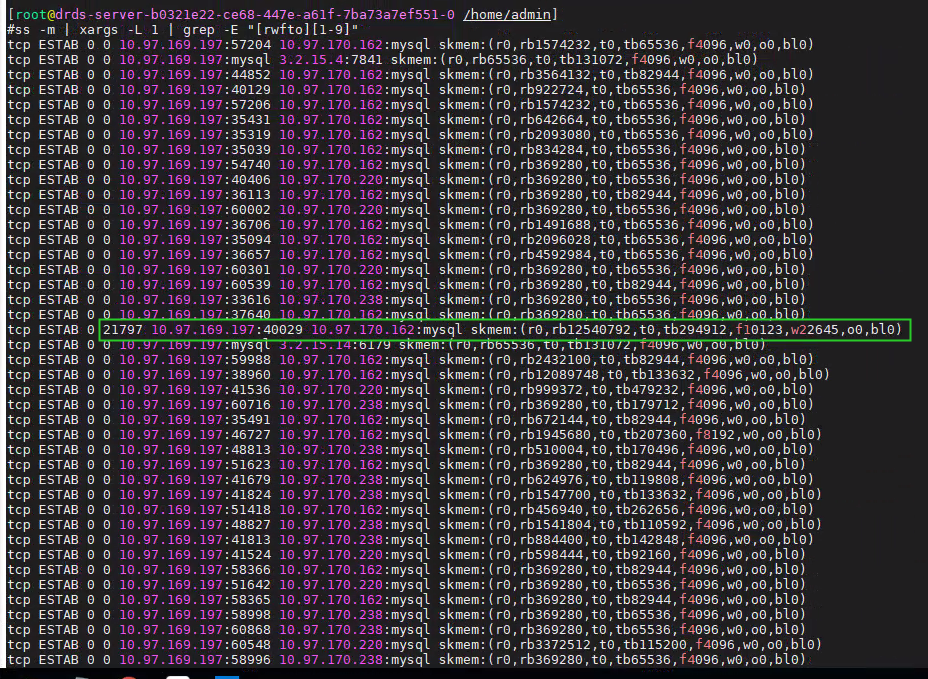 [root@drds-server-b0321e22-ce68-447e-a61f-7ba73a7ef551-0 /home/admin]
#ss -m | xargs -L 1 | grep -E "[rwfto][1-9]"
tcp ESTAB 0 0 10.97.169.197:57204 10.97.170.162:mysql skmem:(r0,rb1574232,t0,tb65536,f4096,w0,o0,bl0)
tcp ESTAB 0 0 10.97.169.197:mysql 3.2.15.4:7841 skmem:(r0,rb65536,t0,tb131072,f4096,w0,o0,bl0)
tcp ESTAB 0 0 10.97.169.197:44852 10.97.170.162:mysql skmem:(r0,rb3564132,t0,tb82944,f4096,w0,o0,bl0)
tcp ESTAB 0 0 10.97.169.197:40129 10.97.170.162:mysql skmem:(r0,rb922724,t0,tb65536,f4096,w0,o0,bl0)
tcp ESTAB 0 0 10.97.169.197:57206 10.97.170.162:mysql skmem:(r0,rb1574232,t0,tb65536,f4096,w0,o0,bl0)
tcp ESTAB 0 0 10.97.169.197:35431 10.97.170.162:mysql skmem:(r0,rb642664,t0,tb65536,f4096,w0,o0,bl0)
tcp ESTAB 0 0 10.97.169.197:35319 10.97.170.162:mysql skmem:(r0,rb2093080,t0,tb65536,f4096,w0,o0,bl0)
tcp ESTAB 0 0 10.97.169.197:35039 10.97.170.162:mysql skmem:(r0,rb834284,t0,tb65536,f4096,w0,o0,bl0)
tcp ESTAB 0 0 10.97.169.197:54740 10.97.170.162:mysql skmem:(r0,rb369280,t0,tb65536,f4096,w0,o0,bl0)
tcp ESTAB 0 0 10.97.169.197:40406 10.97.170.220:mysql skmem:(r0,rb369280,t0,tb65536,f4096,w0,o0,bl0)
tcp ESTAB 0 0 10.97.169.197:36113 10.97.170.162:mysql skmem:(r0,rb369280,t0,tb82944,f4096,w0,o0,bl0)
tcp ESTAB 0 0 10.97.169.197:60002 10.97.170.220:mysql skmem:(r0,rb369280,t0,tb65536,f4096,w0,o0,bl0)
tcp ESTAB 0 0 10.97.169.197:36706 10.97.170.162:mysql skmem:(r0,rb1491688,t0,tb65536,f4096,w0,o0,bl0)
tcp ESTAB 0 0 10.97.169.197:35094 10.97.170.162:mysql skmem:(r0,rb2096028,t0,tb65536,f4096,w0,o0,bl0)
tcp ESTAB 0 0 10.97.169.197:36657 10.97.170.162:mysql skmem:(r0,rb4592984,t0,tb65536,f4096,w0,o0,bl0)
tcp ESTAB 0 0 10.97.169.197:60301 10.97.170.220:mysql skmem:(r0,rb369280,t0,tb65536,f4096,w0,o0,bl0)
tcp ESTAB 0 0 10.97.169.197:60539 10.97.170.162:mysql skmem:(r0,rb369280,t0,tb82944,f4096,w0,o0,bl0)
tcp ESTAB 0 0 10.97.169.197:33616 10.97.170.238:mysql skmem:(r0,rb369280,t0,tb65536,f4096,w0,o0,bl0)
tcp ESTAB 0 0 10.97.169.197:37640 10.97.170.162:mysql skmem:(r0,rb369280,t0,tb65536,f4096,w0,o0,bl0)
tcp ESTAB 0 21797 10.97.169.197:40029 10.97.170.162:mysql skmem:(r0,rb12540792,t0,tb294912,f10123,w22645,o0,bl0)
tcp ESTAB 0 0 10.97.169.197:mysql 3.2.15.14:6179 skmem:(r0,rb65536,t0,tb131072,f4096,w0,o0,bl0)
tcp ESTAB 0 0 10.97.169.197:59988 10.97.170.162:mysql skmem:(r0,rb2432100,t0,tb82944,f4096,w0,o0,bl0)
tcp ESTAB 0 0 10.97.169.197:38960 10.97.170.162:mysql skmem:(r0,rb12089748,t0,tb133632,f4096,w0,o0,bl0)
tcp ESTAB 0 0 10.97.169.197:41536 10.97.170.220:mysql skmem:(r0,rb999372,t0,tb479232,f4096,w0,o0,bl0)
tcp ESTAB 0 0 10.97.169.197:60716 10.97.170.238:mysql skmem:(r0,rb369280,t0,tb179712,f4096,w0,o0,bl0)
tcp ESTAB 0 0 10.97.169.197:35491 10.97.170.162:mysql skmem:(r0,rb672144,t0,tb82944,f4096,w0,o0,bl0)
tcp ESTAB 0 0 10.97.169.197:46727 10.97.170.162:mysql skmem:(r0,rb1945680,t0,tb207360,f8192,w0,o0,bl0)
tcp ESTAB 0 0 10.97.169.197:48813 10.97.170.238:mysql skmem:(r0,rb510004,t0,tb170496,f4096,w0,o0,bl0)
tcp ESTAB 0 0 10.97.169.197:51623 10.97.170.162:mysql skmem:(r0,rb369280,t0,tb82944,f4096,w0,o0,bl0)
tcp ESTAB 0 0 10.97.169.197:41679 10.97.170.238:mysql skmem:(r0,rb624976,t0,tb119808,f4096,w0,o0,bl0)
tcp ESTAB 0 0 10.97.169.197:41824 10.97.170.238:mysql skmem:(r0,rb1547700,t0,tb133632,f4096,w0,o0,bl0)
tcp ESTAB 0 0 10.97.169.197:51418 10.97.170.162:mysql skmem:(r0,rb456940,t0,tb262656,f4096,w0,o0,bl0)
tcp ESTAB 0 0 10.97.169.197:48827 10.97.170.238:mysql skmem:(r0,rb1541804,t0,tb110592,f4096,w0,o0,bl0)
tcp ESTAB 0 0 10.97.169.197:41813 10.97.170.238:mysql skmem:(r0,rb884400,t0,tb142848,f4096,w0,o0,bl0)
tcp ESTAB 0 0 10.97.169.197:41524 10.97.170.220:mysql skmem:(r0,rb598444,t0,tb92160,f4096,w0,o0,bl0)
tcp ESTAB 0 0 10.97.169.197:58366 10.97.170.162:mysql skmem:(r0,rb369280,t0,tb82944,f4096,w0,o0,bl0)
tcp ESTAB 0 0 10.97.169.197:51642 10.97.170.220:mysql skmem:(r0,rb369280,t0,tb65536,f4096,w0,o0,bl0)
tcp ESTAB 0 0 10.97.169.197:58365 10.97.170.162:mysql skmem:(r0,rb369280,t0,tb82944,f4096,w0,o0,bl0)
tcp ESTAB 0 0 10.97.169.197:58998 10.97.170.238:mysql skmem:(r0,rb369280,t0,tb65536,f4096,w0,o0,bl0)
tcp ESTAB 0 0 10.97.169.197:60868 10.97.170.238:mysql skmem:(r0,rb369280,t0,tb65536,f4096,w0,o0,bl0)
tcp ESTAB 0 0 10.97.169.197:60548 10.97.170.220:mysql skmem:(r0,rb3372512,t0,tb115200,f4096,w0,o0,bl0)
tcp ESTAB 0 0 10.97.169.197:58996 10.97.170.238:mysql skmem:(r0,rb369280,t0,tb65536,f4096,w0,o0,bl0)